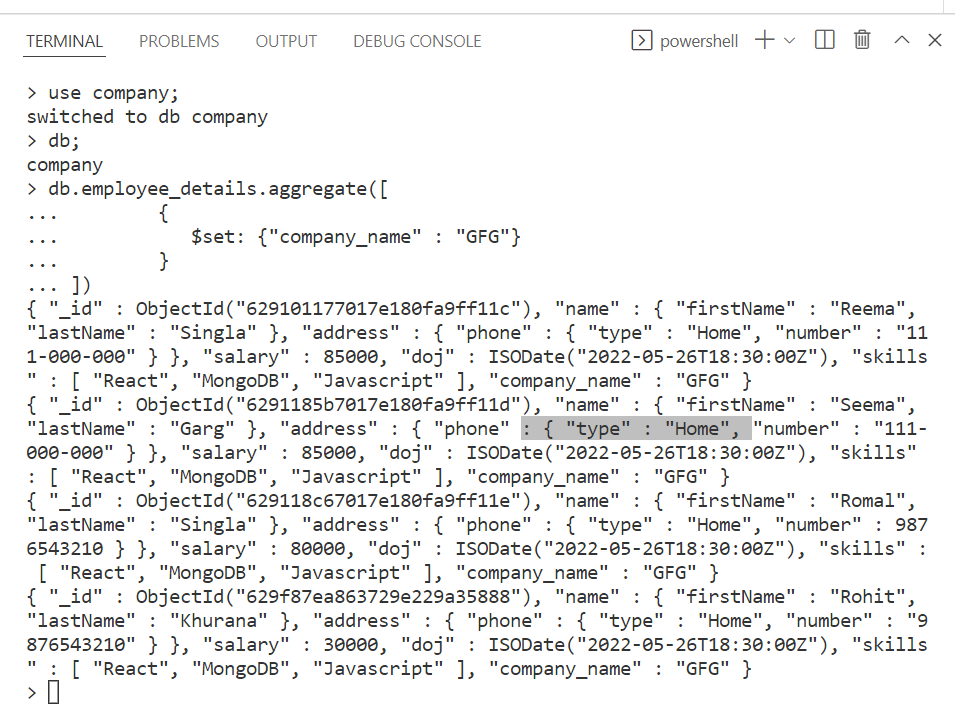 TERMINAL PROBLEMS OUTPUT DEBUG CONSOLE powershell
> use company;
switched to db company
> db;
company
> db.employee_details.aggregate([
...         {
...            $set: {"company_name" : "GFG"}
...         }
... ])
{ "_id" : ObjectId("629101177017e180fa9ff11c"), "name" : { "firstName" : "Reema",
"lastName" : "Singla" }, "address" : { "phone" : { "type" : "Home", "number" : "11
1-000-000" } }, "salary" : 85000, "doj" : ISODate("2022-05-26T18:30:00Z"), "skills
" : [ "React", "MongoDB", "Javascript" ], "company_name" : "GFG" }
{ "_id" : ObjectId("6291185b7017e180fa9ff11d"), "name" : { "firstName" : "Seema",
"lastName" : "Garg" }, "address" : { "phone" : { "type" : "Home", "number" : "111-
000-000" } }, "salary" : 85000, "doj" : ISODate("2022-05-26T18:30:00Z"), "skills"
: [ "React", "MongoDB", "Javascript" ], "company_name" : "GFG" }
{ "_id" : ObjectId("629118c67017e180fa9ff11e"), "name" : { "firstName" : "Romal",
"lastName" : "Singla" }, "address" : { "phone" : { "type" : "Home", "number" : 987
6543210 } }, "salary" : 80000, "doj" : ISODate("2022-05-26T18:30:00Z"), "skills" :
 [ "React", "MongoDB", "Javascript" ], "company_name" : "GFG" }
{ "_id" : ObjectId("629f87ea863729e229a35888"), "name" : { "firstName" : "Rohit",
"lastName" : "Khurana" }, "address" : { "phone" : { "type" : "Home", "number" : "9
876543210" } }, "salary" : 30000, "doj" : ISODate("2022-05-26T18:30:00Z"), "skills
" : [ "React", "MongoDB", "Javascript" ], "company_name" : "GFG" }
>